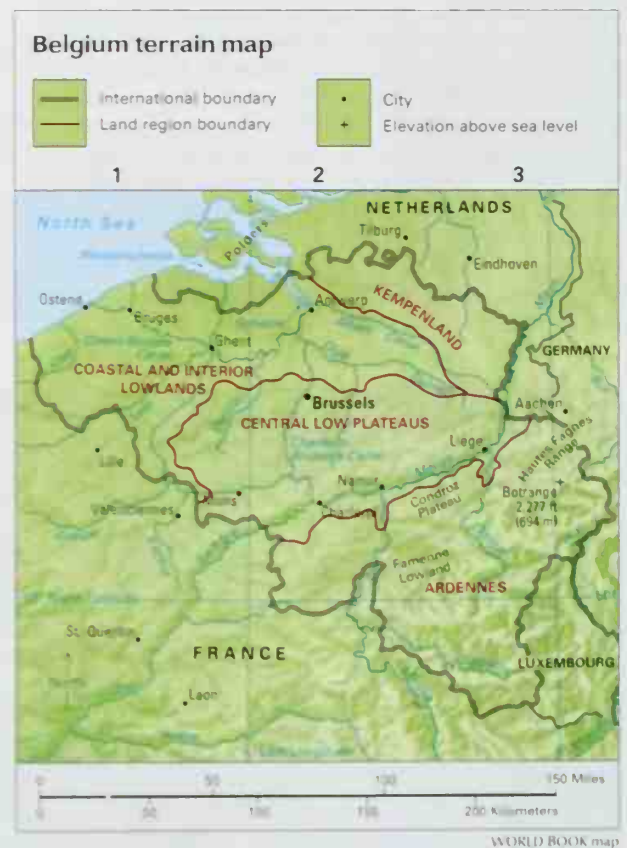 Belgium terrain map
International boundary
Land region boundary
City
Elevation above sea level
1 2 3
North Sea
NETHERLANDS
Tilburg
Polders
Eindhoven
Ostend
Bruges
Antwerp
KEMPENLAND
Ghent
GERMANY
COASTAL AND INTERIOR
LOWLANDS
Brussels
Aachen
CENTRAL LOW PLATEAUS
Liège
Hautes Fagnes
Range
Lille
Namur
Botrange
2,277 ft
(694 m)
Condroz
Plateau
Mons
Valenciennes
Famenne
Lowland
ARDENNES
St. Quentin
FRANCE
LUXEMBOURG
Laon
0 50 100 150 Miles
0 50 100 150 200 Kilometers
WORLD BOOK map